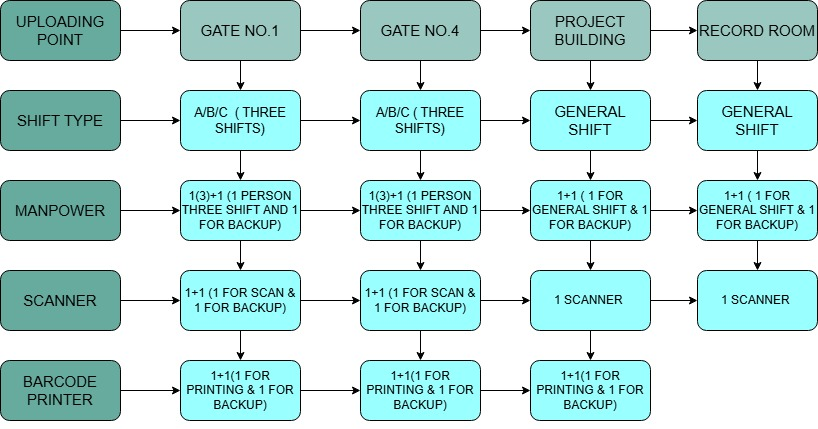 UPLOADING
POINT
GATE NO.1
GATE NO.4
PROJECT
BUILDING
RECORD ROOM
SHIFT TYPE
A/B/C ( THREE
SHIFTS)
A/B/C ( THREE
SHIFTS)
GENERAL
SHIFT
GENERAL
SHIFT
MANPOWER
1(3)+1 (1 PERSON
THREE SHIFT AND 1
FOR BACKUP)
1(3)+1 (1 PERSON
THREE SHIFT AND 1
FOR BACKUP)
1+1 ( 1 FOR
GENERAL SHIFT & 1
FOR BACKUP)
1+1 ( 1 FOR
GENERAL SHIFT & 1
FOR BACKUP)
SCANNER
1+1 (1 FOR SCAN &
1 FOR BACKUP)
1+1 (1 FOR SCAN &
1 FOR BACKUP)
1 SCANNER
1 SCANNER
BARCODE
PRINTER
1+1(1 FOR
PRINTING & 1 FOR
BACKUP)
1+1(1 FOR
PRINTING & 1 FOR
BACKUP)
1+1(1 FOR
PRINTING & 1 FOR
BACKUP)